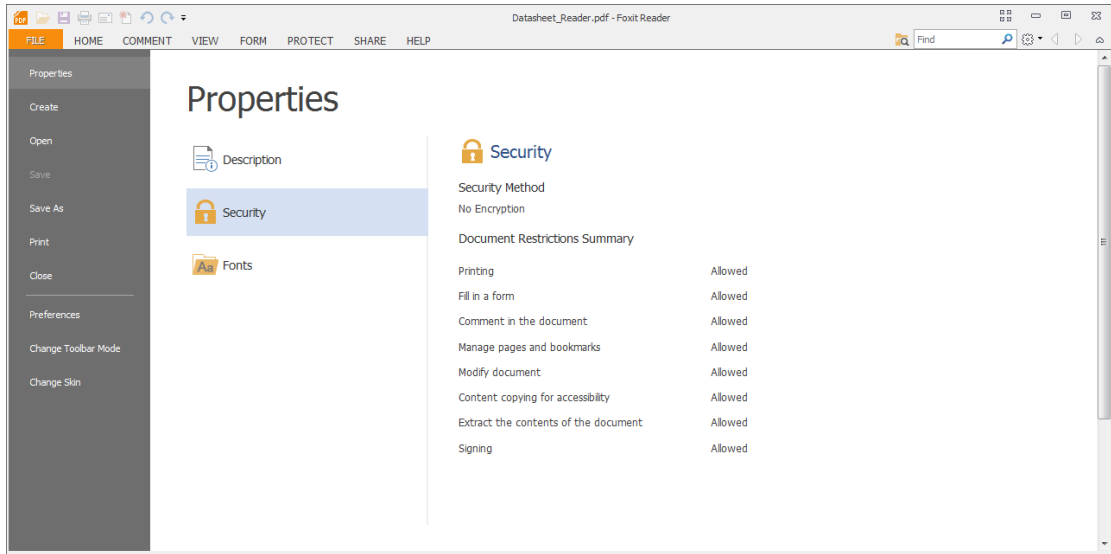 PDF
Datasheet_Reader.pdf - Foxit Reader
FILE HOME COMMENT VIEW FORM PROTECT SHARE HELP Find
Properties
Create
Open
Save
Save As
Print
Close
Preferences
Change Toolbar Mode
Change Skin
Properties
Description
Security
Aa Fonts
Security
Security Method
No Encryption
Document Restrictions Summary
Printing Allowed
Fill in a form Allowed
Comment in the document Allowed
Manage pages and bookmarks Allowed
Modify document Allowed
Content copying for accessibility Allowed
Extract the contents of the document Allowed
Signing Allowed